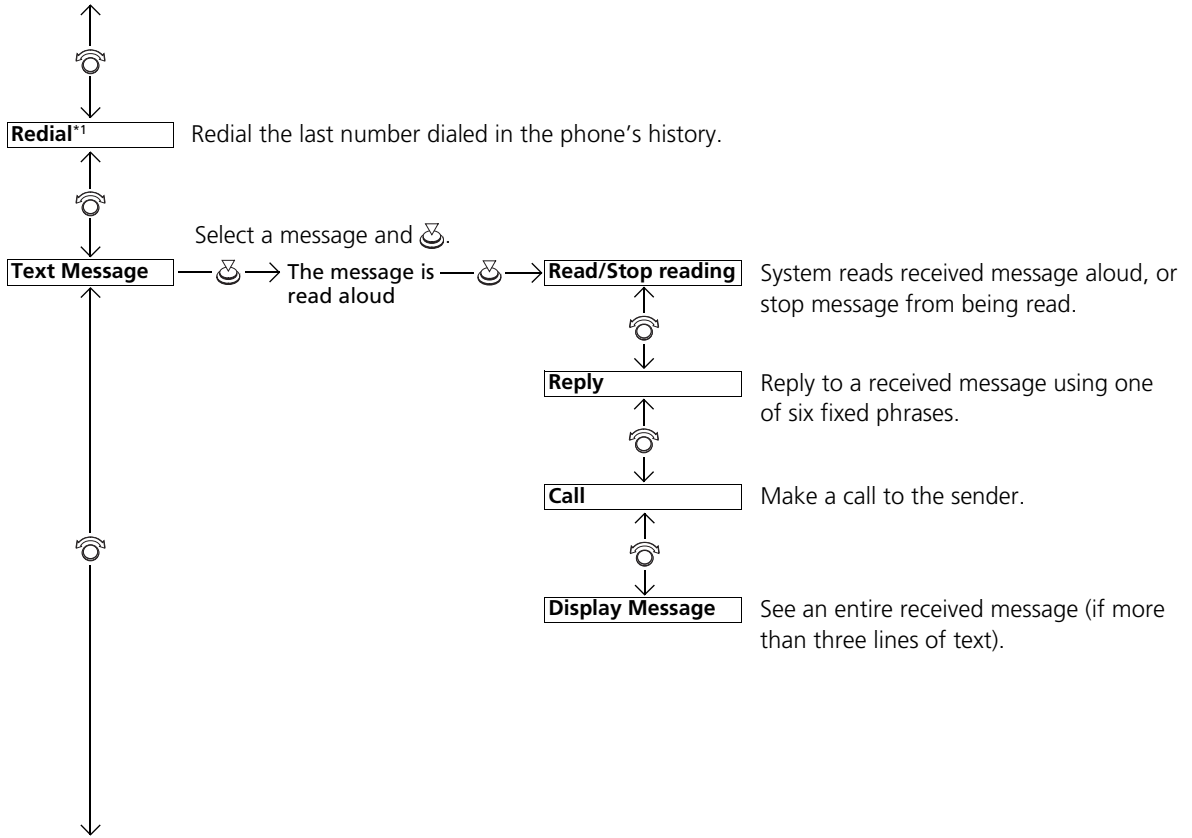 Redial*1
Redial the last number dialed in the phone's history.
Select a message and .
Text Message
The message is
read aloud
Read/Stop reading
System reads received message aloud, or
stop message from being read.
Reply
Reply to a received message using one
of six fixed phrases.
Call
Make a call to the sender.
Display Message
See an entire received message (if more
than three lines of text).